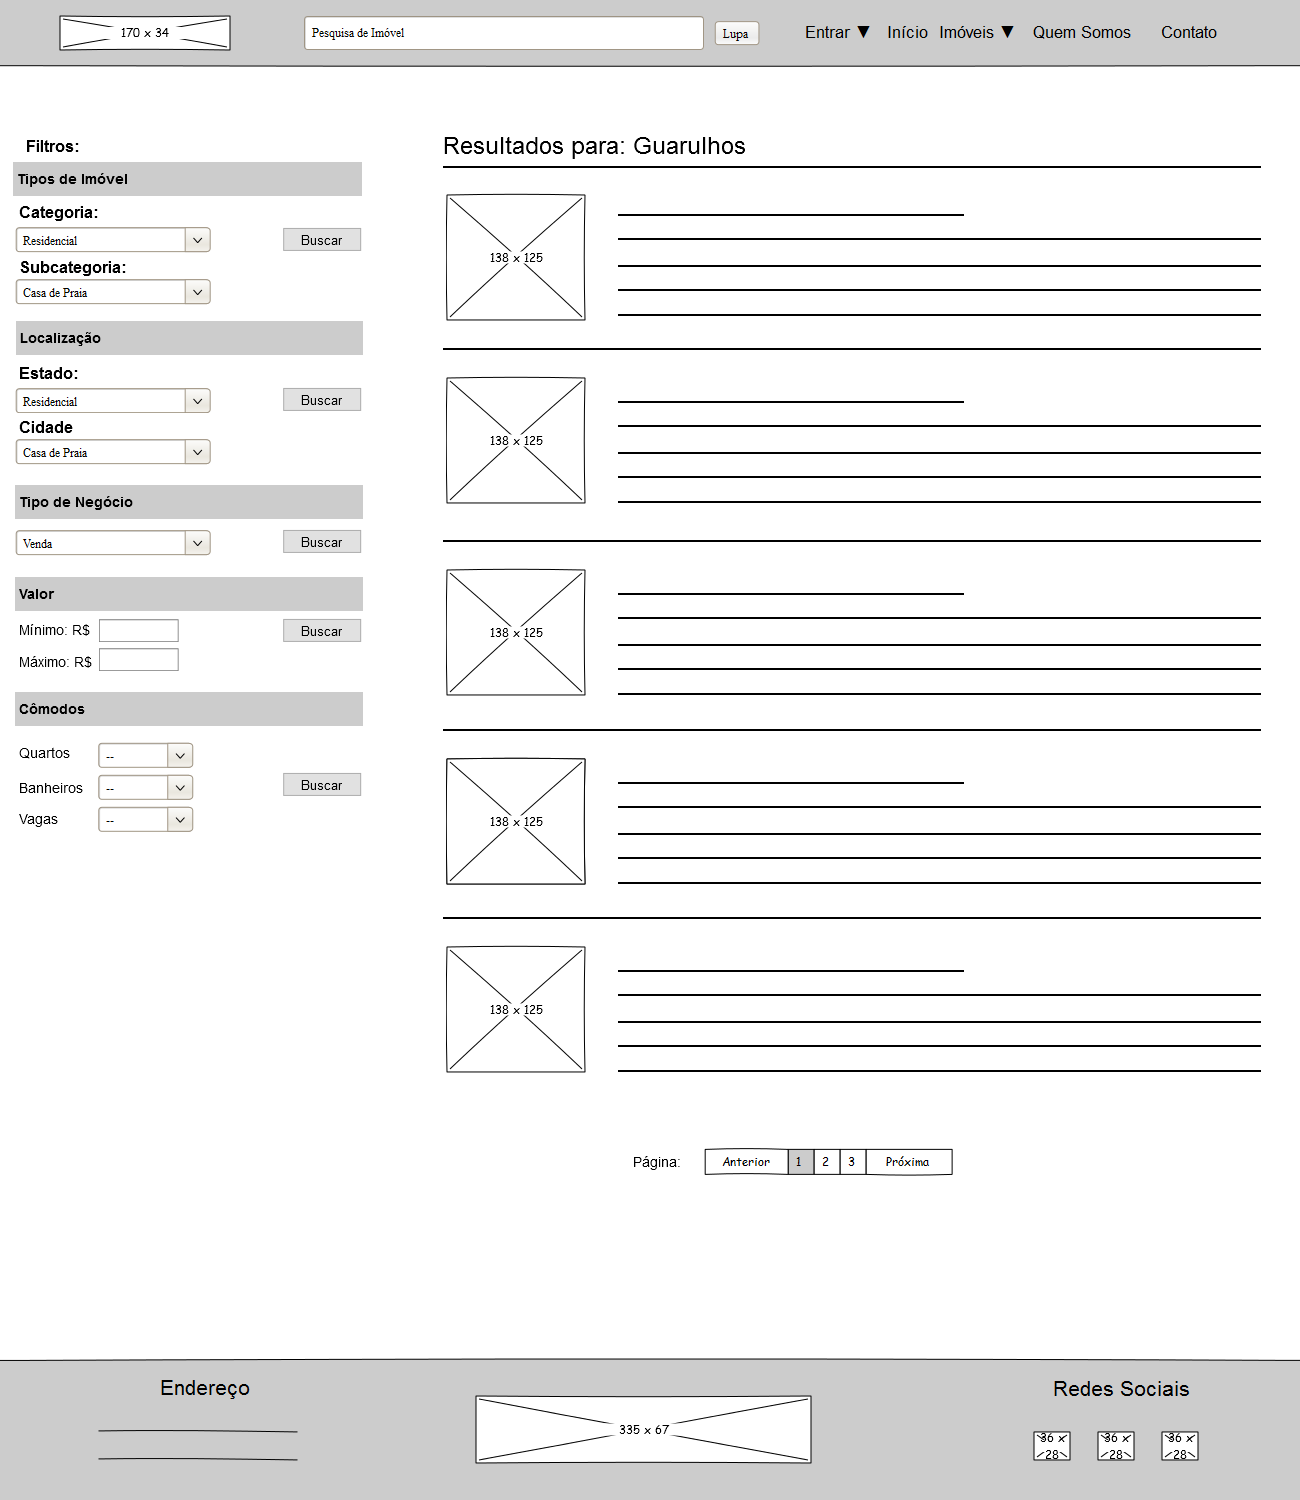 170 x 34
Pesquisa de Imóvel
Lupa
Entrar ▼ Início Imóveis ▼ Quem Somos Contato
Filtros:
Tipos de Imóvel
Categoria:
Residencial
Buscar
Subcategoria:
Casa de Praia
Localização
Estado:
Residencial
Buscar
Cidade
Casa de Praia
Tipo de Negócio
Venda
Buscar
Valor
Mínimo: R$
Buscar
Máximo: R$
Cômodos
Quartos --
Banheiros --
Buscar
Vagas --
Resultados para: Guarulhos
138 x 125
138 x 125
138 x 125
138 x 125
138 x 125
Página: Anterior 1 2 3 Próxima
Endereço
335 x 67
Redes Sociais
36 x
28
36 x
28
36 x
28